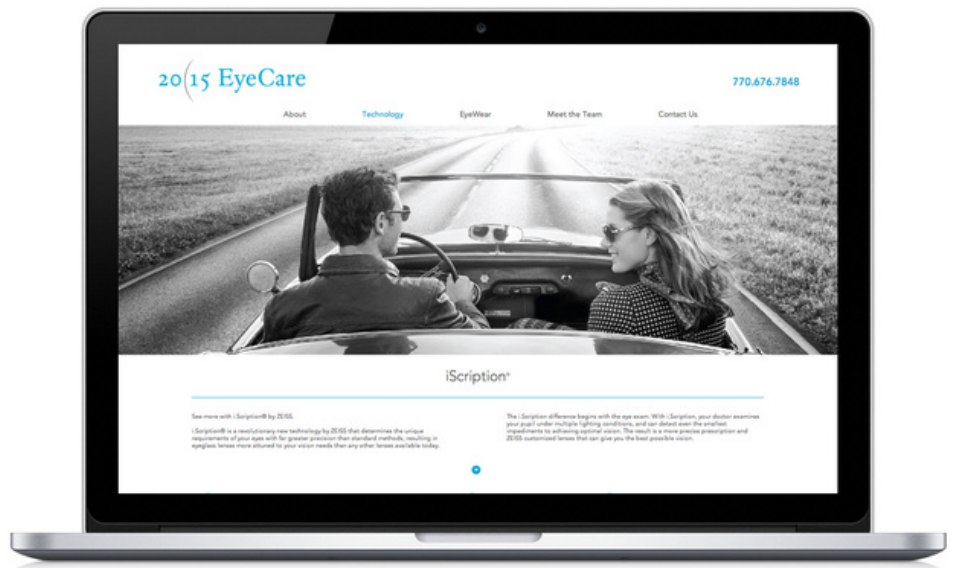 20(15 EyeCare
770.676.7848
About Technology EyeWear Meet the Team Contact Us
iScription®
See more with i.Scription® by ZEISS.
i.Scription® is a revolutionary new technology by ZEISS that determines the unique
requirements of your eyes with far greater precision than standard methods, resulting in
eyeglass lenses more attuned to your vision needs than any other lenses available today.
The i.Scription difference begins with the eye exam. With i.Scription, your doctor examines
your pupil under multiple lighting conditions, and can detect even the smallest
impediments to achieving optimal vision. The result is a more precise prescription and
ZEISS customized lenses that can give you the best possible vision.